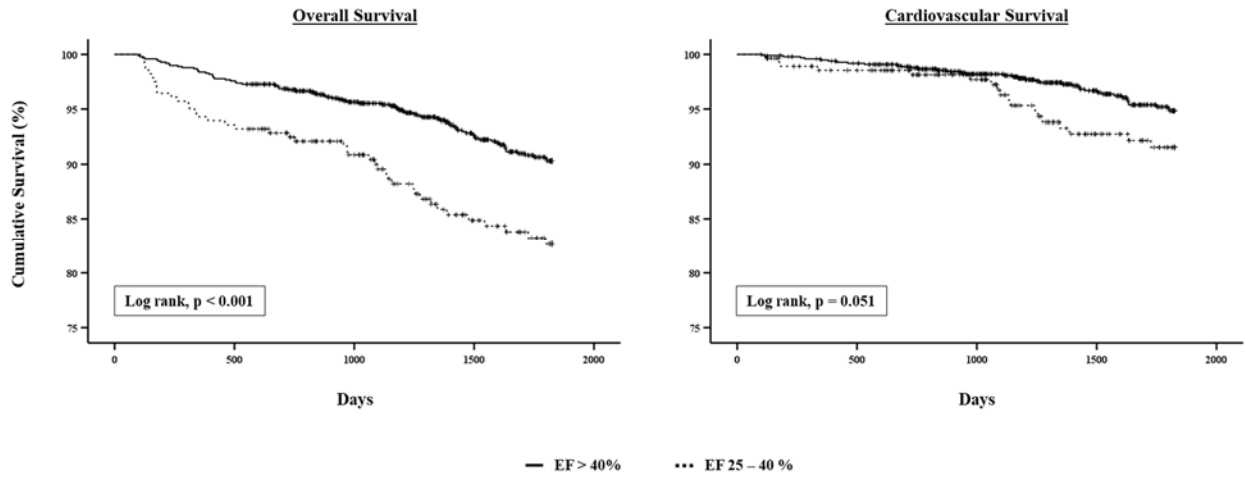 Overall Survival
Cardiovascular Survival
Cumulative Survival (%)
100
95
90
85
80
75
Log rank, p < 0.001
0
500
1000
1500
2000
Days
100
95
90
85
80
75
Log rank, p = 0.051
0
500
1000
1500
2000
Days
EF > 40%
EF 25 – 40 %